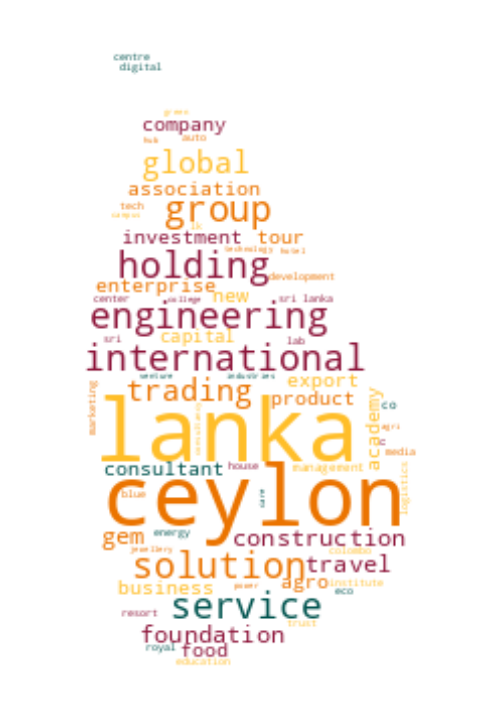 centre
digital
green
company
hub auto
global
association
tech group
campus
lk
investment tour
technology hotel
holding development
enterprise new
center college sri lanka
engineering
sri capital lab
international
venture industries
trading export
marketing product
lanka academy co
consultancy agri
c
media
consultant house management
ceylon logistics
blue care
gem energy construction
jewellery colombo
solution travel
business power agro institute
eco
service
resort
foundation trust
royal food
education